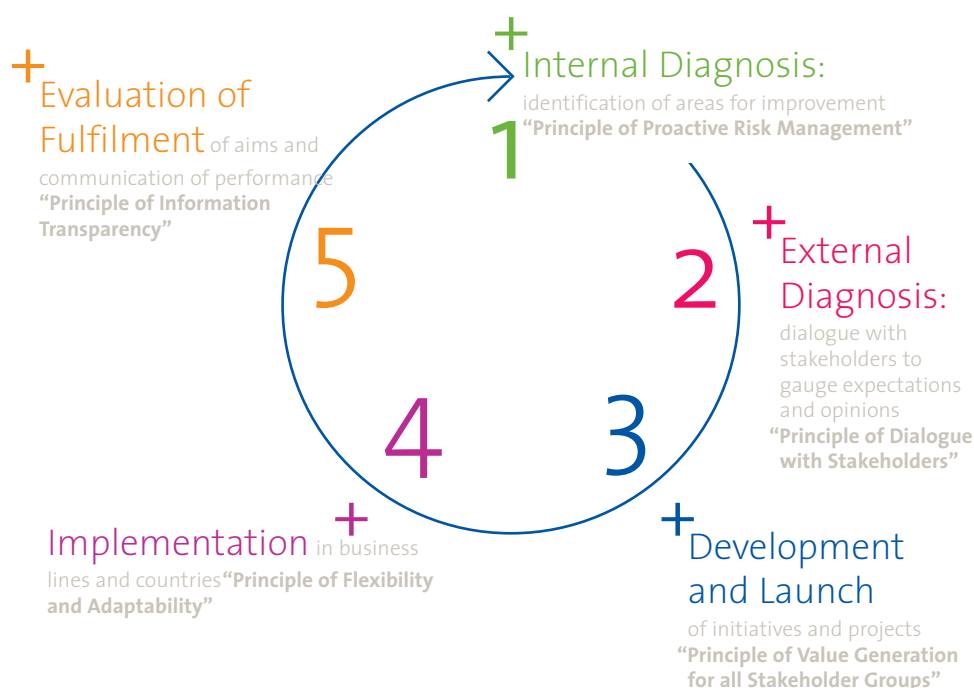 +
Internal Diagnosis:
identification of areas for improvement
“Principle of Proactive Risk Management”
1
+
External
Diagnosis:
dialogue with
stakeholders to
gauge expectations
and opinions
“Principle of Dialogue
with Stakeholders”
2
+
Development
and Launch
of initiatives and projects
“Principle of Value Generation
for all Stakeholder Groups”
3
+
Implementation in business
lines and countries“Principle of Flexibility
and Adaptability”
4
+
Evaluation of
Fulfilment of aims and
communication of performance
“Principle of Information
Transparency”
5